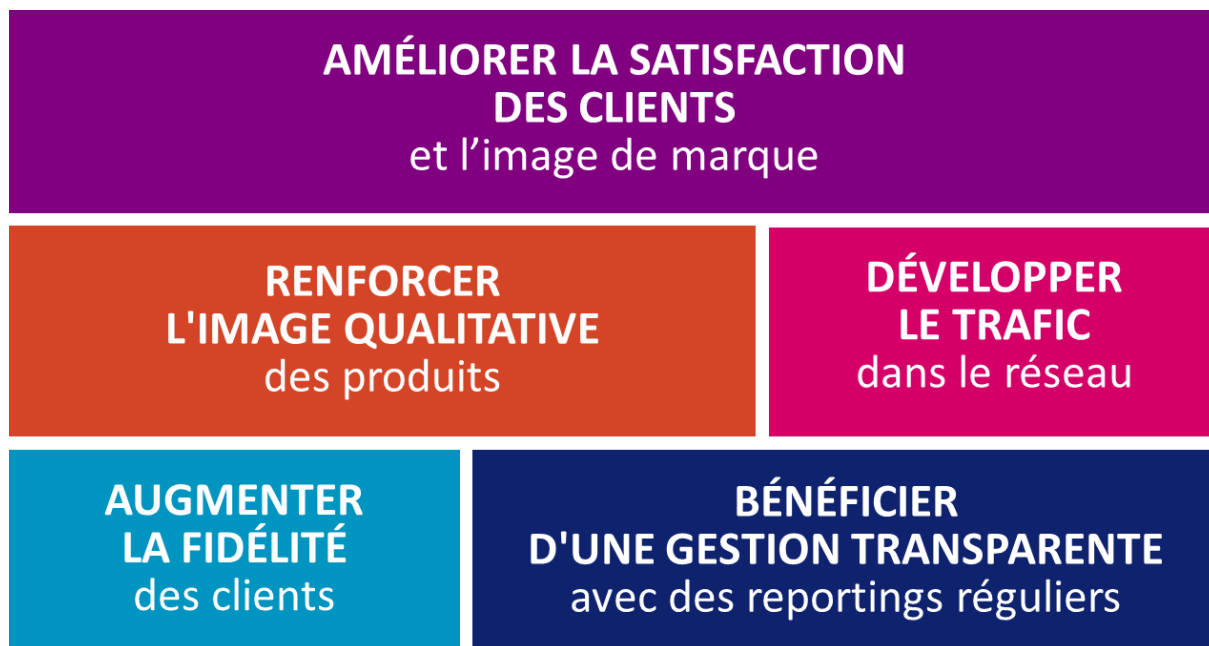 AMÉLIORER LA SATISFACTION
DES CLIENTS
et l’image de marque
RENFORCER
L'IMAGE QUALITATIVE
des produits
DÉVELOPPER
LE TRAFIC
dans le réseau
AUGMENTER
LA FIDÉLITÉ
des clients
BÉNÉFICIER
D'UNE GESTION TRANSPARENTE
avec des reportings réguliers